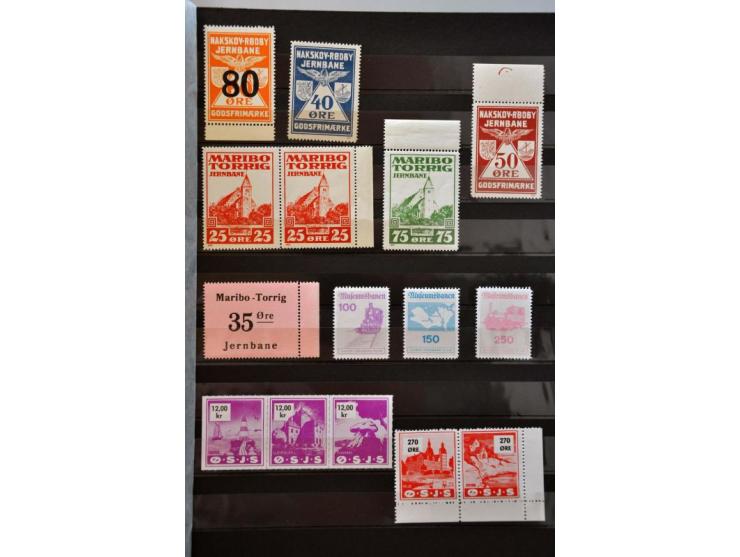 NAKSKOV-RØDBY
JERNBANE
80
ØRE
GODSFRIMÆRKE
NAKSKOV-RØDBY
JERNBANE
40
ØRE
GODSFRIMÆRKE
NAKSKOV-RØDBY
JERNBANE
50
ØRE
GODSFRIMÆRKE
MARIBO
TORRIG
JERNBANE
25 ØRE 25
MARIBO
TORRIG
JERNBANE
25 ØRE 25
MARIBO
TORRIG
JERNBANE
75 ØRE 75
Maribo-Torrig
35 Øre
Jernbane
Museumsbanen
100
Museumsbanen
150
Museumsbanen
250
12,00
kr
S·J·S
12,00
kr
S·J·S
12,00
kr
S·J·S
270
ØRE
S·J·S
270
ØRE
S·J·S